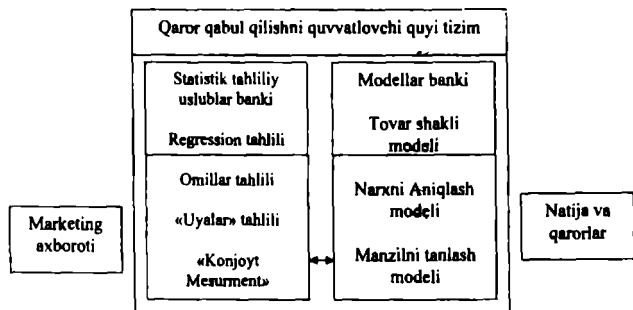 Qaror qabul qilishni quvvatlovchi quyi tizim
Statistik tahliliy
uslublar banki
Regression tahlili
Omillar tahlili
«Uyalar» tahlili
«Konjoyt
Mesurment»
Modellar banki
Tovar shakli
modeli
Narxni Aniqlash
modeli
Manzilni tanlash
modeli
Marketing
axboroti
Natija va
qarorlar